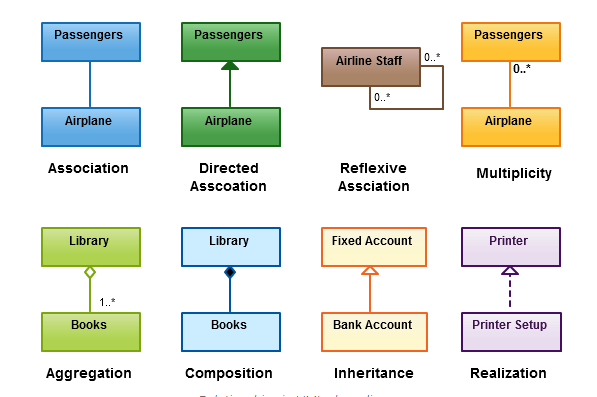 Passengers
Passengers
Airline Staff
0..*
0..*
Passengers
0..*
Airplane
Airplane
Airplane
Association
Directed
Asscoation
Reflexive
Assciation
Multiplicity
Library
Library
Fixed Account
Printer
1..*
Books
Books
Bank Account
Printer Setup
Aggregation
Composition
Inheritance
Realization